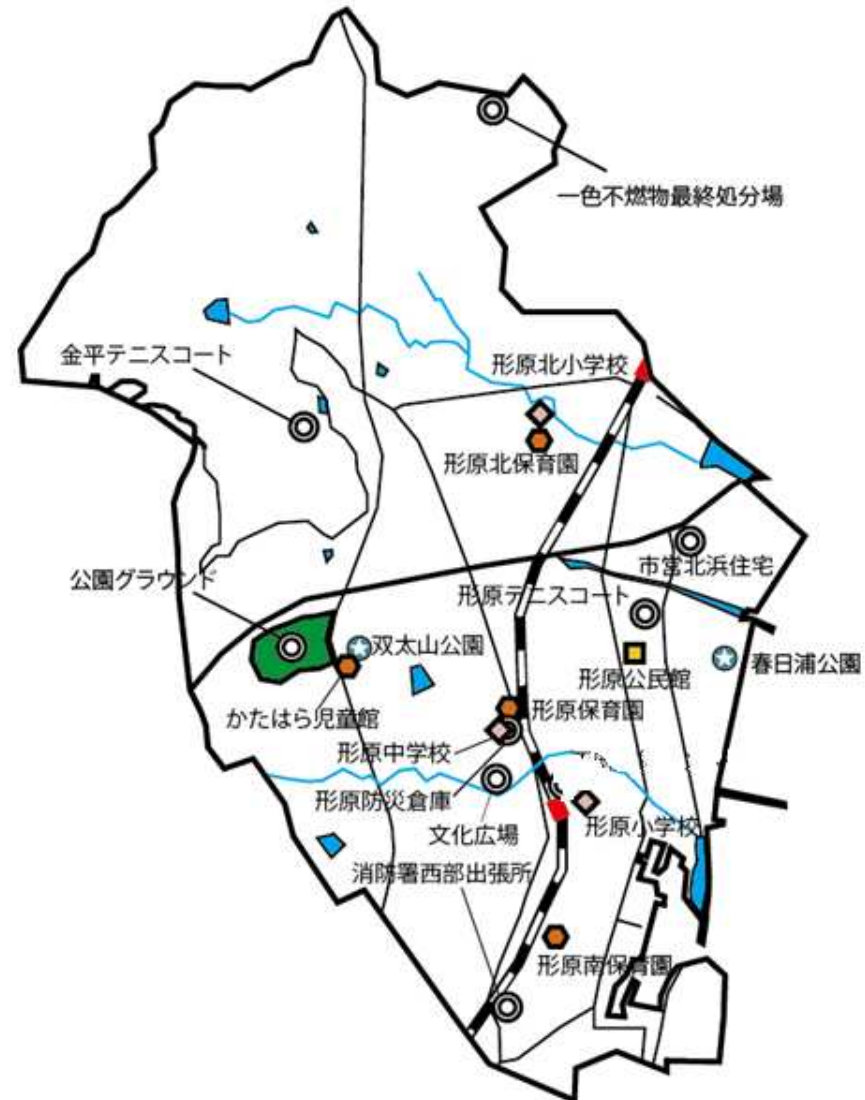 一色不燃物最終処分場
金平テニスコート
形原北小学校
形原北保育園
市営北浜住宅
公園グラウンド
形原テニスコート
双太山公園
形原公民館
春日浦公園
かたはら児童館
形原保育園
形原中学校
形原防災倉庫
文化広場
形原小学校
消防署西部出張所
形原南保育園